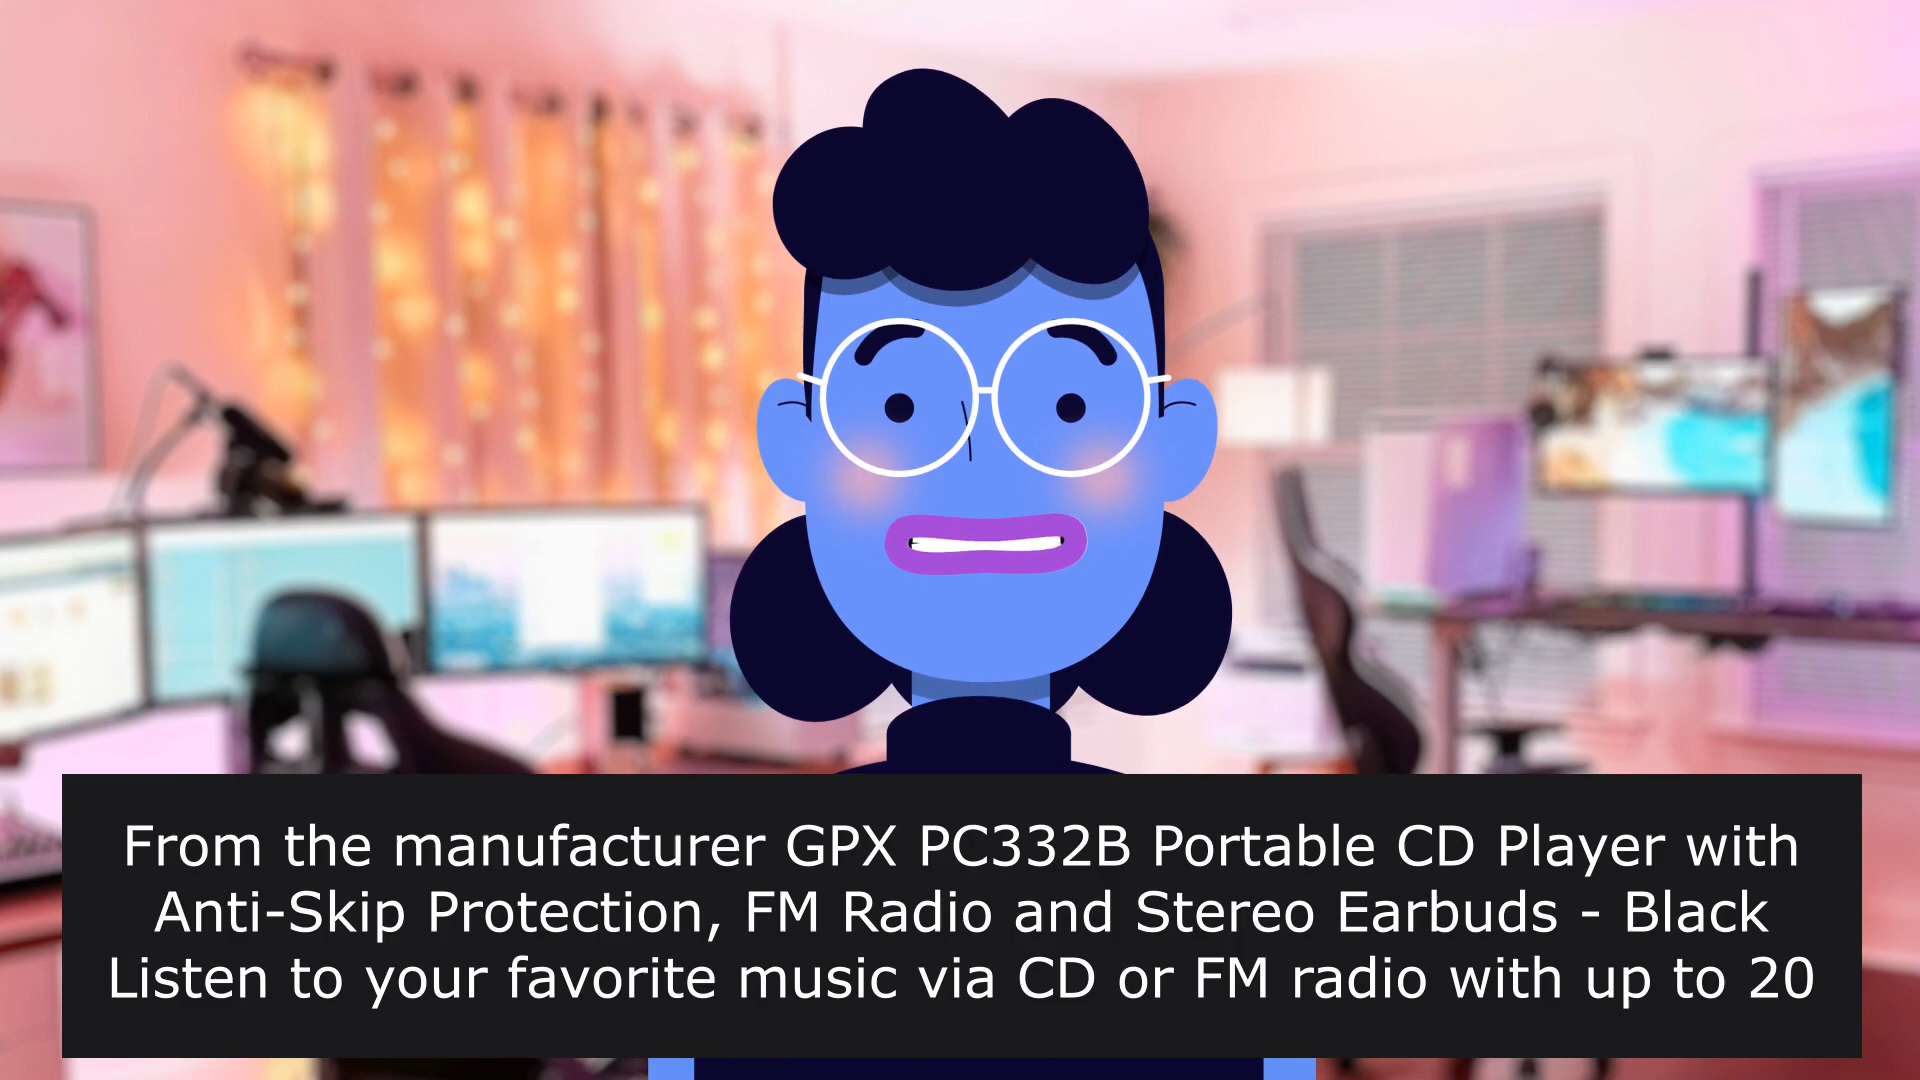 From the manufacturer GPX PC332B Portable CD Player with
Anti-Skip Protection, FM Radio and Stereo Earbuds - Black
Listen to your favorite music via CD or FM radio with up to 20